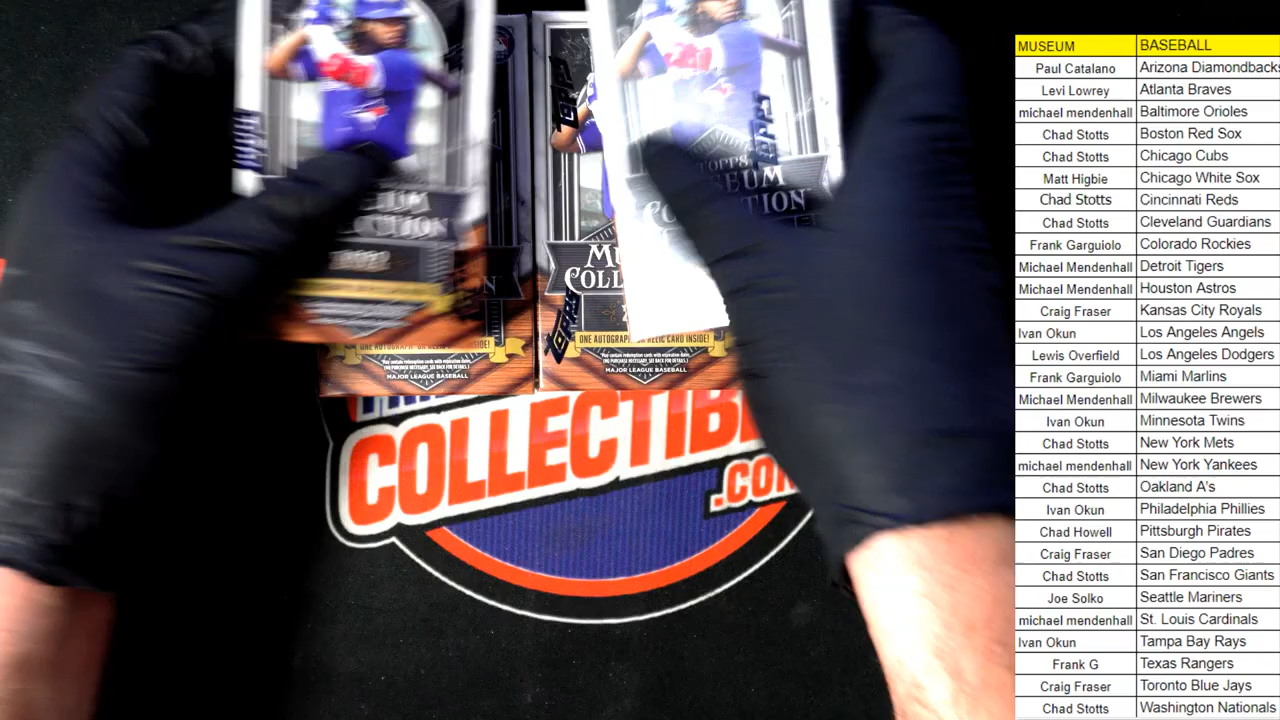 MUSEUM BASEBALL
Paul Catalano Arizona Diamondbacks
Levi Lowrey Atlanta Braves
michael mendenhall Baltimore Orioles
Chad Stotts Boston Red Sox
Chad Stotts Chicago Cubs
Matt Higbie Chicago White Sox
Chad Stotts Cincinnati Reds
Chad Stotts Cleveland Guardians
Frank Garguiolo Colorado Rockies
Michael Mendenhall Detroit Tigers
Michael Mendenhall Houston Astros
Craig Fraser Kansas City Royals
Ivan Okun Los Angeles Angels
Lewis Overfield Los Angeles Dodgers
Frank Garguiolo Miami Marlins
Michael Mendenhall Milwaukee Brewers
Ivan Okun Minnesota Twins
Chad Stotts New York Mets
michael mendenhall New York Yankees
Chad Stotts Oakland A's
Ivan Okun Philadelphia Phillies
Chad Howell Pittsburgh Pirates
Craig Fraser San Diego Padres
Chad Stotts San Francisco Giants
Joe Solko Seattle Mariners
michael mendenhall St. Louis Cardinals
Ivan Okun Tampa Bay Rays
Frank G Texas Rangers
Craig Fraser Toronto Blue Jays
Chad Stotts Washington Nationals
TOPPS
ONE AUTOGRAPH OR RELIC CARD INSIDE!
MAJOR LEAGUE BASEBALL
MAJOR LEAGUE BASEBALL
COLLECTIB
.COM